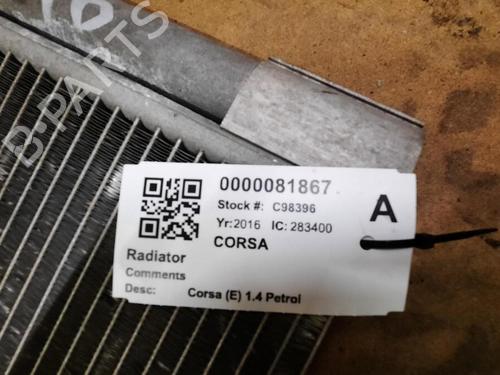 B-PARTS
0000081867
Stock #: C98396
A
Yr:2016 IC: 283400
CORSA
Radiator
Comments
Desc: Corsa (E) 1.4 Petrol